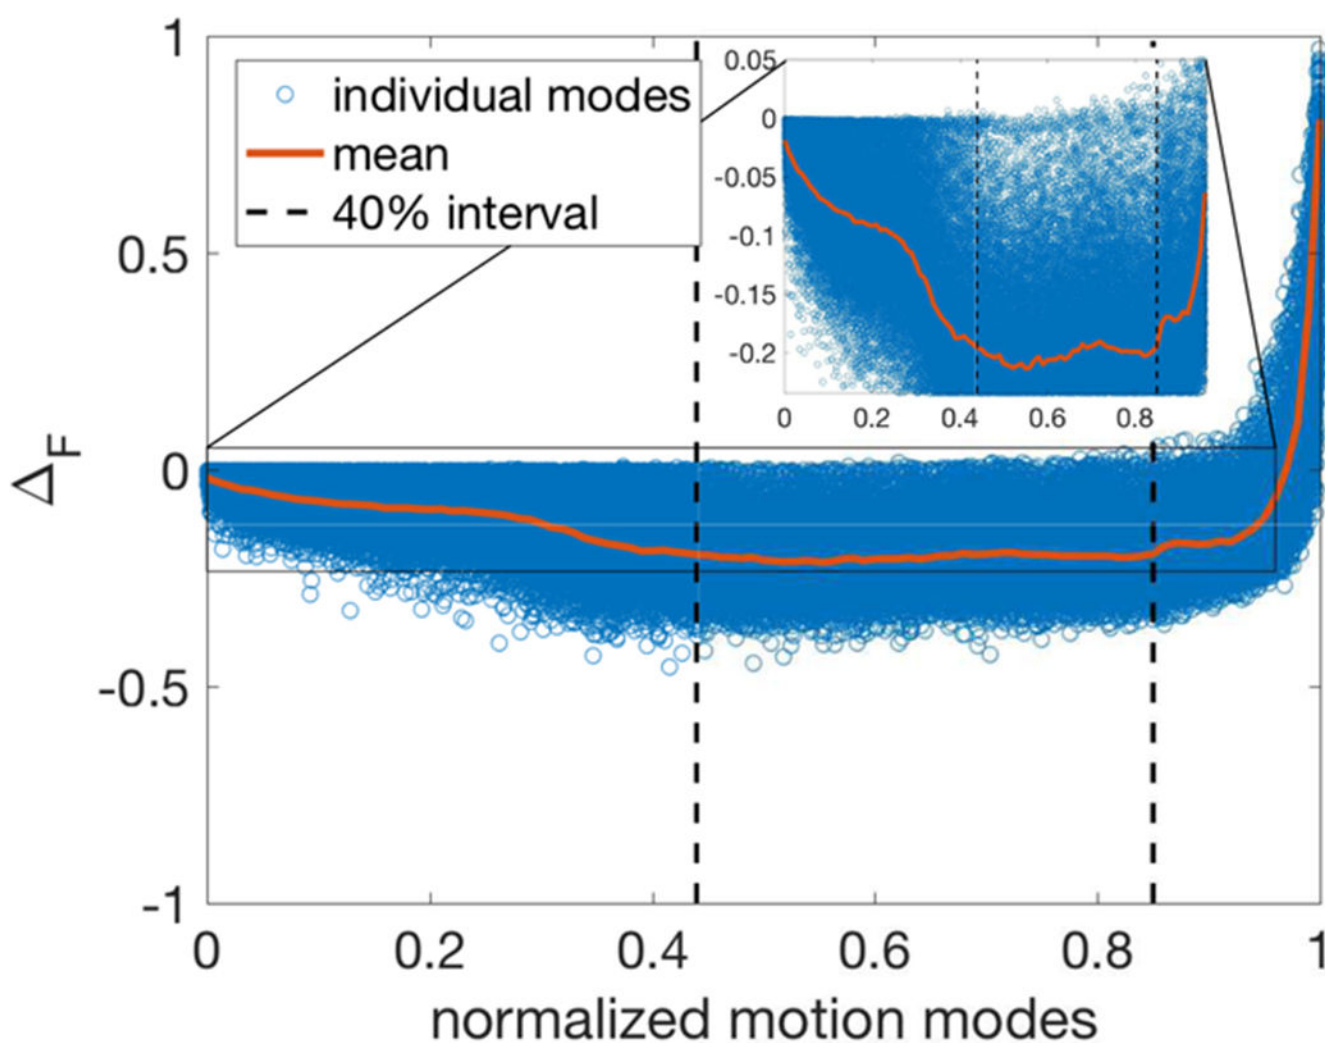 1
0.5
0
-0.5
-1
ΔF
individual modes
mean
40% interval
0.05
0
-0.05
-0.1
-0.15
-0.2
0 0.2 0.4 0.6 0.8
0 0.2 0.4 0.6 0.8 1
normalized motion modes